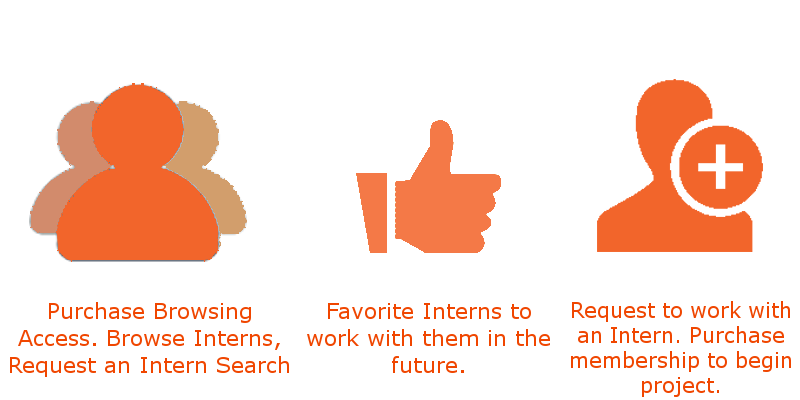 Purchase Browsing
Access. Browse Interns,
Request an Intern Search
Favorite Interns to
work with them in the
future.
Request to work with
an Intern. Purchase
membership to begin
project.